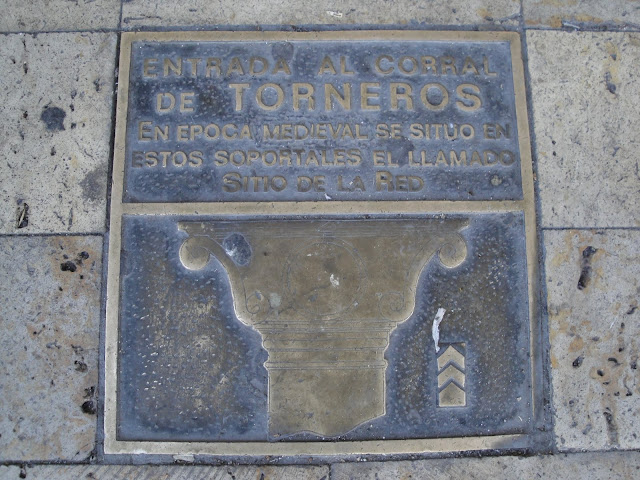 ENTRADA AL CORRAL
DE TORNEROS
EN EPOCA MEDIEVAL SE SITUO EN
ESTOS SOPORTALES EL LLAMADO
SITIO DE LA RED